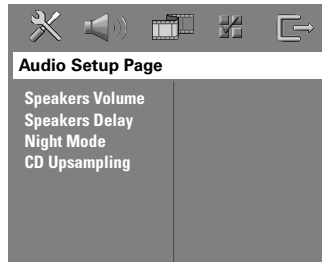 Audio Setup Page
Speakers Volume
Speakers Delay
Night Mode
CD Upsampling